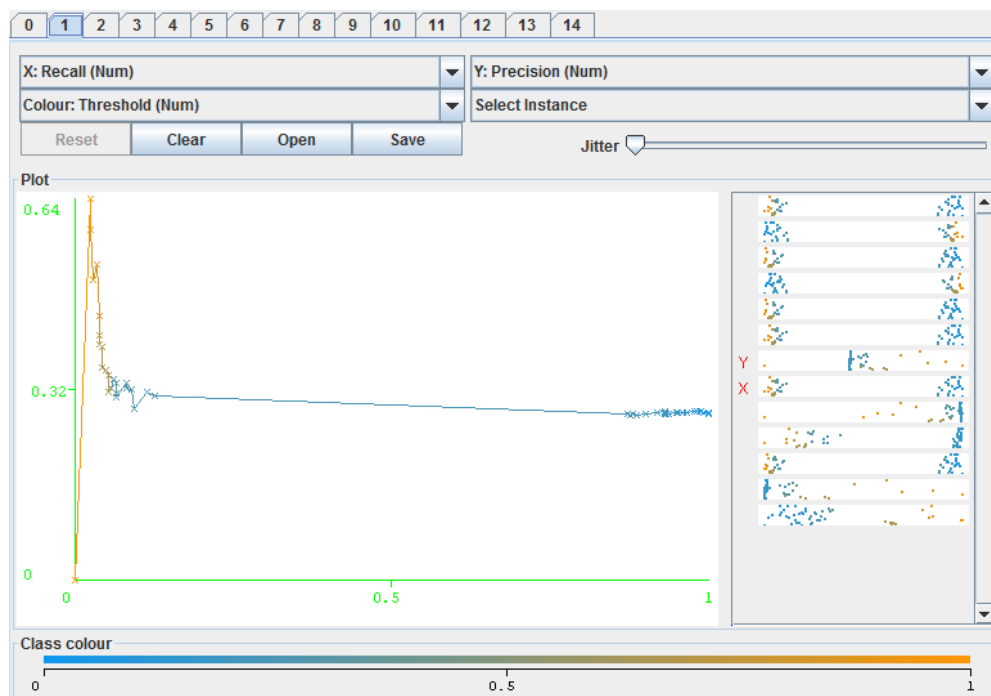 0 1 2 3 4 5 6 7 8 9 10 11 12 13 14
X: Recall (Num) Y: Precision (Num)
Colour: Threshold (Num) Select Instance
Reset Clear Open Save Jitter
Plot
0.64
0.32
0
0 0.5 1
Y
X
Class colour
0 0.5 1